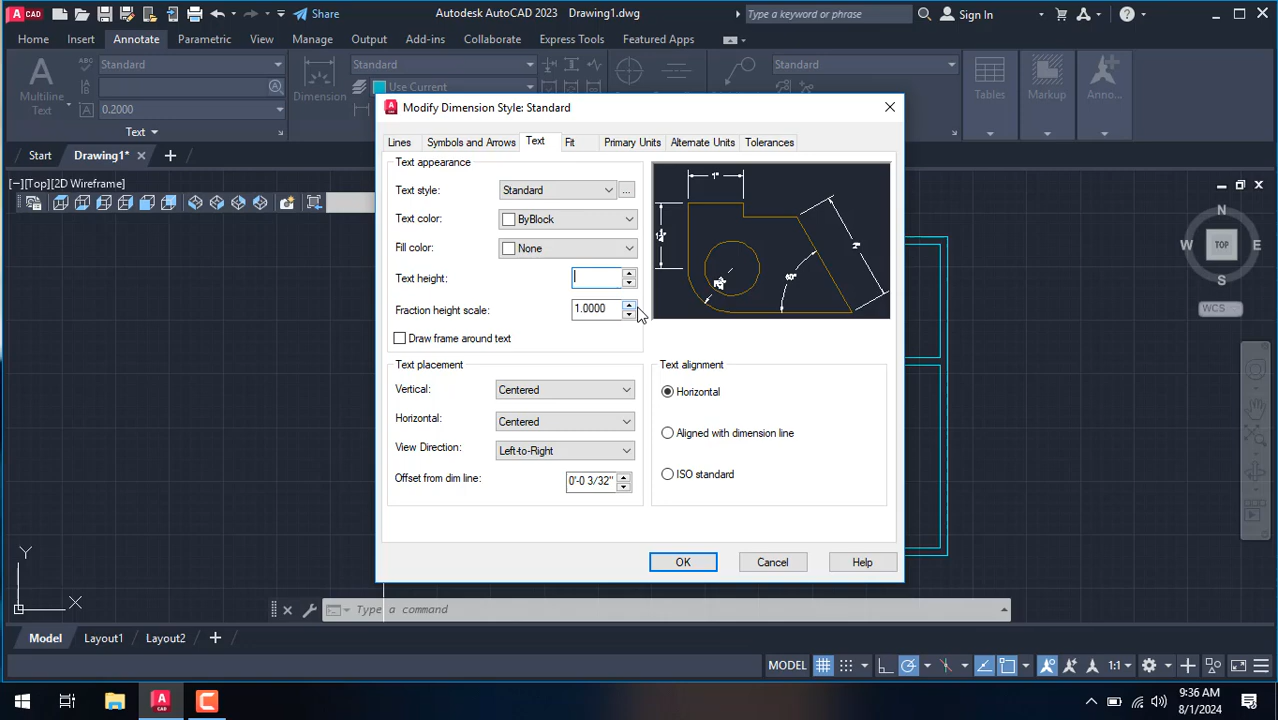 Share
Autodesk AutoCAD 2023 Drawing1.dwg
Type a keyword or phrase
Sign In
Home Insert Annotate Parametric View Manage Output Add-ins Collaborate Express Tools Featured Apps
A
CAD
Multiline
Text
ABC
Standard
0.2000
Text
Dimension
Standard
Use Current
Standard
Tables
Markup
Anno...
Start Drawing1*
[−][Top][2D Wireframe]
Modify Dimension Style: Standard
Lines Symbols and Arrows Text Fit Primary Units Alternate Units Tolerances
Text appearance
Text style: Standard ...
Text color: ByBlock
Fill color: None
Text height:
Fraction height scale: 1.0000
Draw frame around text
1"
2"
60°
Text placement
Vertical: Centered
Horizontal: Centered
View Direction: Left-to-Right
Offset from dim line: 0'-0 3/32"
Text alignment
Horizontal
Aligned with dimension line
ISO standard
OK Cancel Help
N
W TOP E
S
WCS
Y
X
Type a command
Model Layout1 Layout2
MODEL 1:1
CAD
9:36 AM
8/1/2024